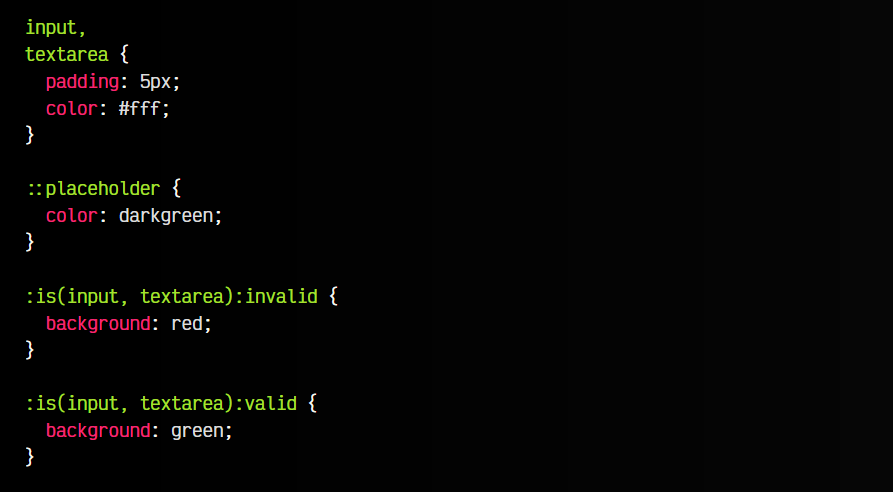 input,
textarea {
  padding: 5px;
  color: #fff;
}

::placeholder {
  color: darkgreen;
}

:is(input, textarea):invalid {
  background: red;
}

:is(input, textarea):valid {
  background: green;
}